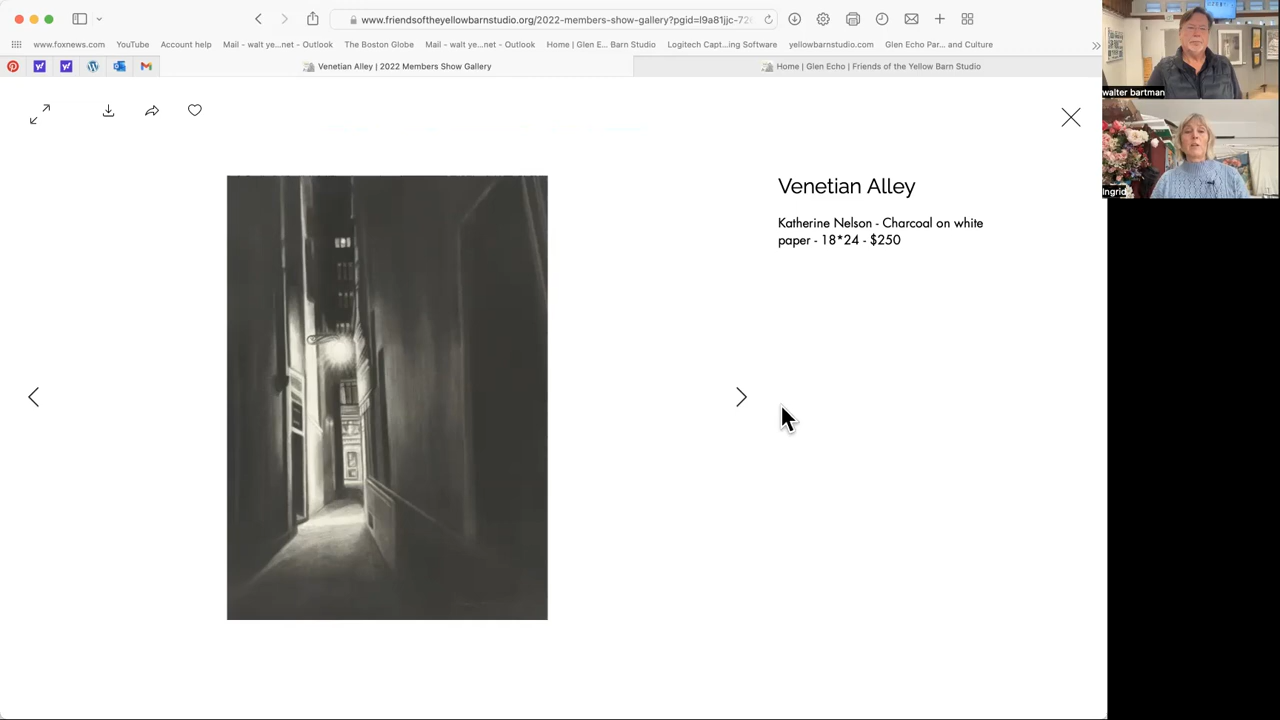 www.friendsoftheyellowbarnstudio.org/2022-members-show-gallery?pgid=l9a81jjc-726
www.foxnews.com YouTube Account help Mail - walt ye...net - Outlook The Boston Globe Mail - walt ye...net - Outlook Home | Glen E... Barn Studio Logitech Capt...ing Software yellowbarnstudio.com Glen Echo Par... and Culture
Venetian Alley | 2022 Members Show Gallery Home | Glen Echo | Friends of the Yellow Barn Studio
walter bartman
Ingrid
Venetian Alley
Katherine Nelson - Charcoal on white
paper - 18*24 - $250